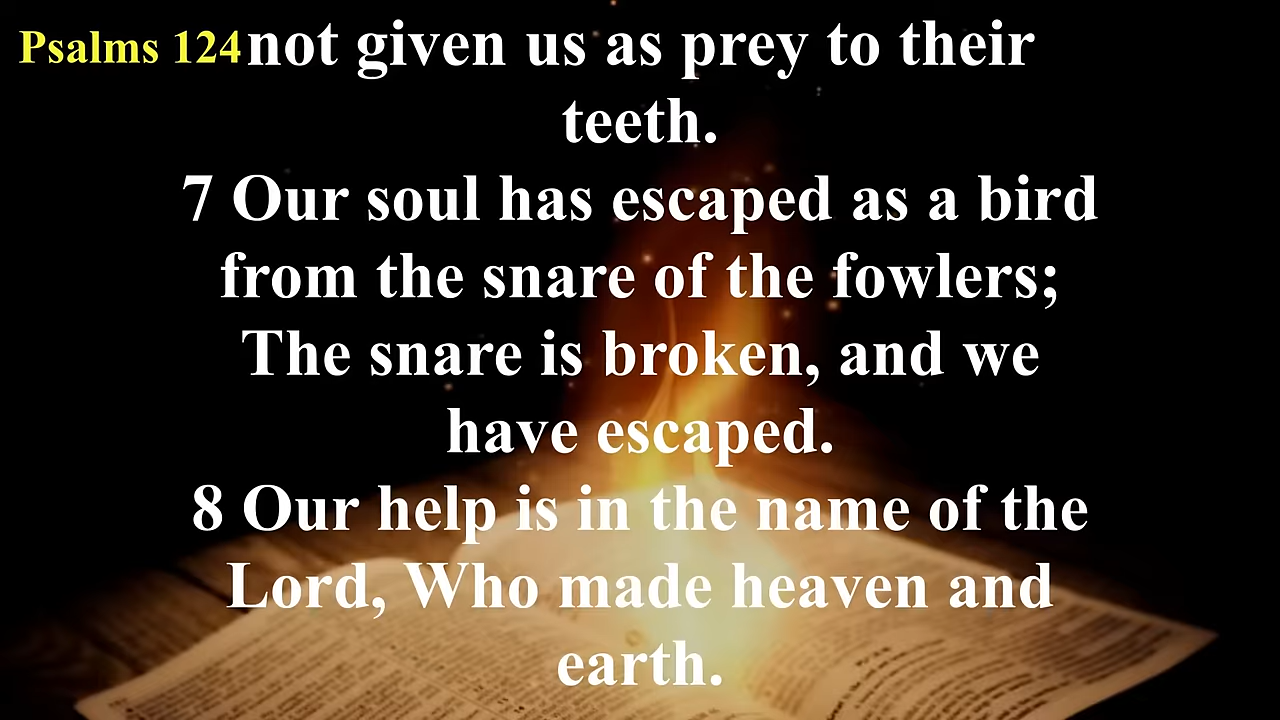 Psalms 124
not given us as prey to their
teeth.
7 Our soul has escaped as a bird
from the snare of the fowlers;
The snare is broken, and we
have escaped.
8 Our help is in the name of the
Lord, Who made heaven and
earth.